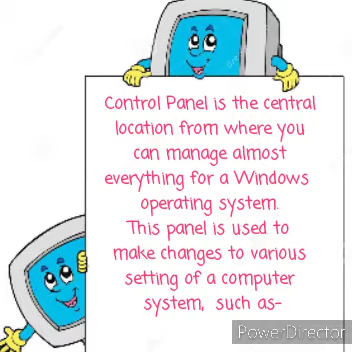 Control Panel is the central
location from where you
can manage almost
everything for a Windows
operating system.
This panel is used to
make changes to various
setting of a computer
system, such as-
PowerDirector